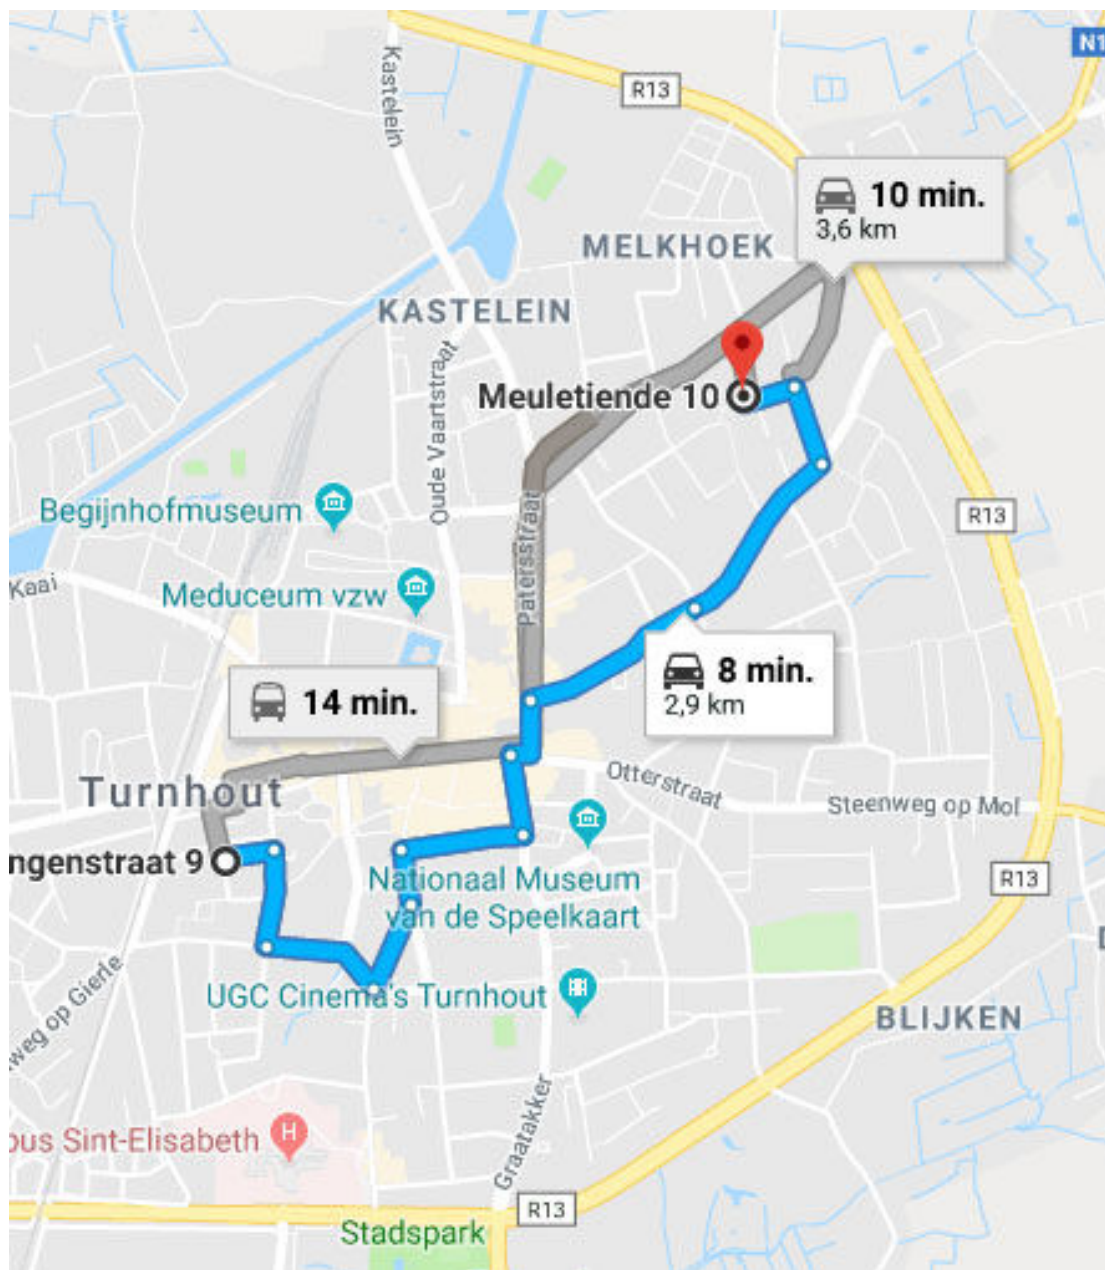 N1
Kastelein
R13
10 min.
3,6 km
MELKHOEK
KASTELEIN
Oude Vaartstraat
Meuletiende 10
Begijnhofmuseum
Patersstraat
R13
Kaai
Meduceum vzw
8 min.
2,9 km
14 min.
Otterstraat
Turnhout
Steenweg op Mol
ngenstraat 9
Nationaal Museum
van de Speelkaart
R13
UGC Cinema's Turnhout
weg op Gierle
BLIJKEN
Graatakker
pus Sint-Elisabeth
H
R13
Stadspark